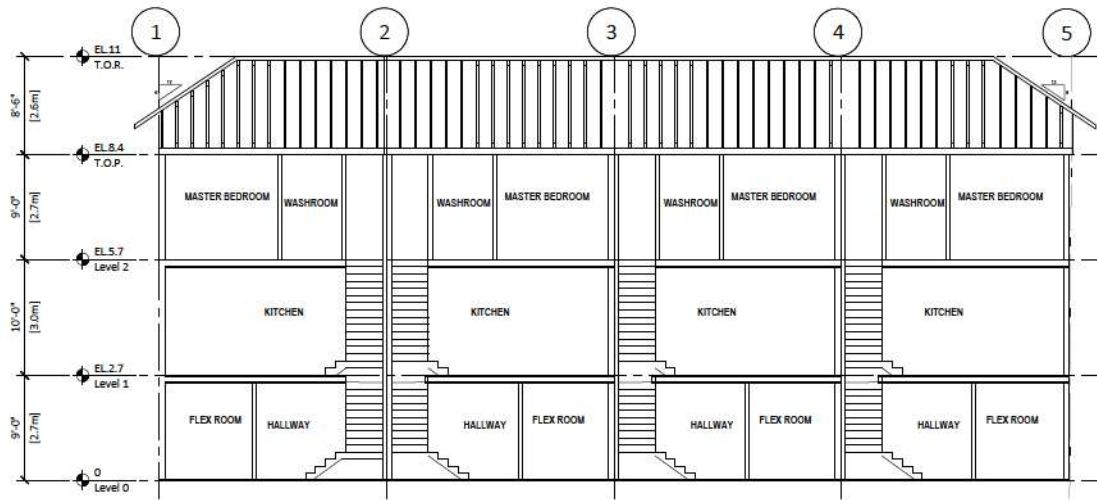 1 2 3 4 5
EL.11
T.O.R.
8'-6"
[2.6m]
EL.8.4
T.O.P.
9'-0"
[2.7m]
MASTER BEDROOM WASHROOM WASHROOM MASTER BEDROOM WASHROOM MASTER BEDROOM WASHROOM MASTER BEDROOM
EL.5.7
Level 2
10'-0"
[3.0m]
KITCHEN KITCHEN KITCHEN KITCHEN
EL.2.7
Level 1
9'-0"
[2.7m]
FLEX ROOM HALLWAY HALLWAY FLEX ROOM HALLWAY FLEX ROOM HALLWAY FLEX ROOM
0
Level 0